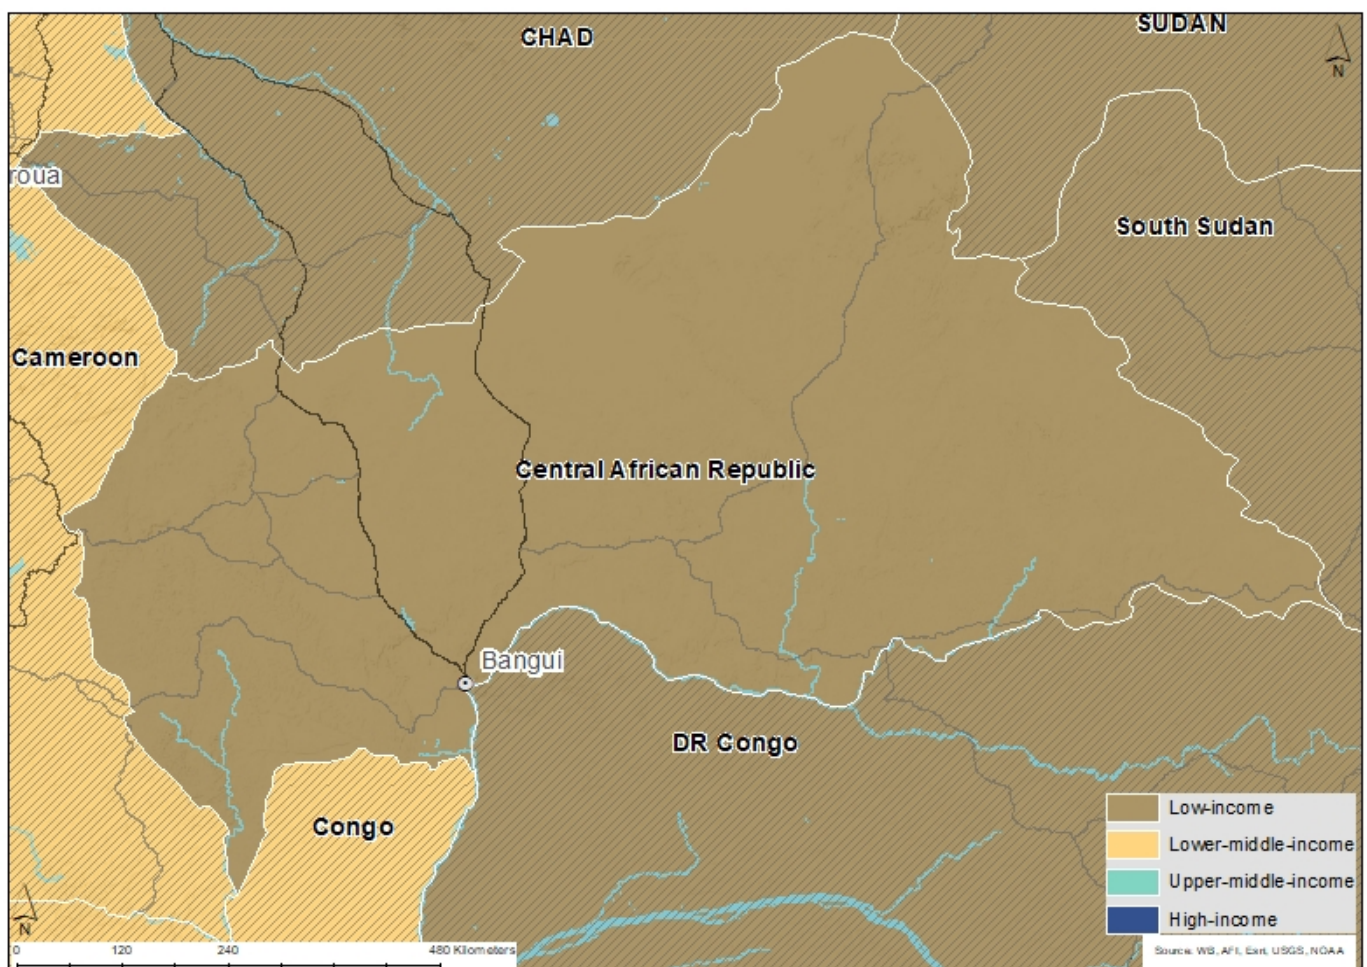 CHAD
SUDAN
N
roua
South Sudan
Cameroon
Central African Republic
Bangui
DR Congo
Congo
Low-income
Lower-middle-income
Upper-middle-income
High-income
N
0 120 240 480 Kilometers
Source: WB, AFI, Esri, USGS, NOAA